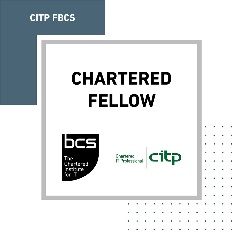 CITP FBCS
CHARTERED
FELLOW
bcs
The
Chartered
Institute
for IT
Chartered
IT Professional
citp